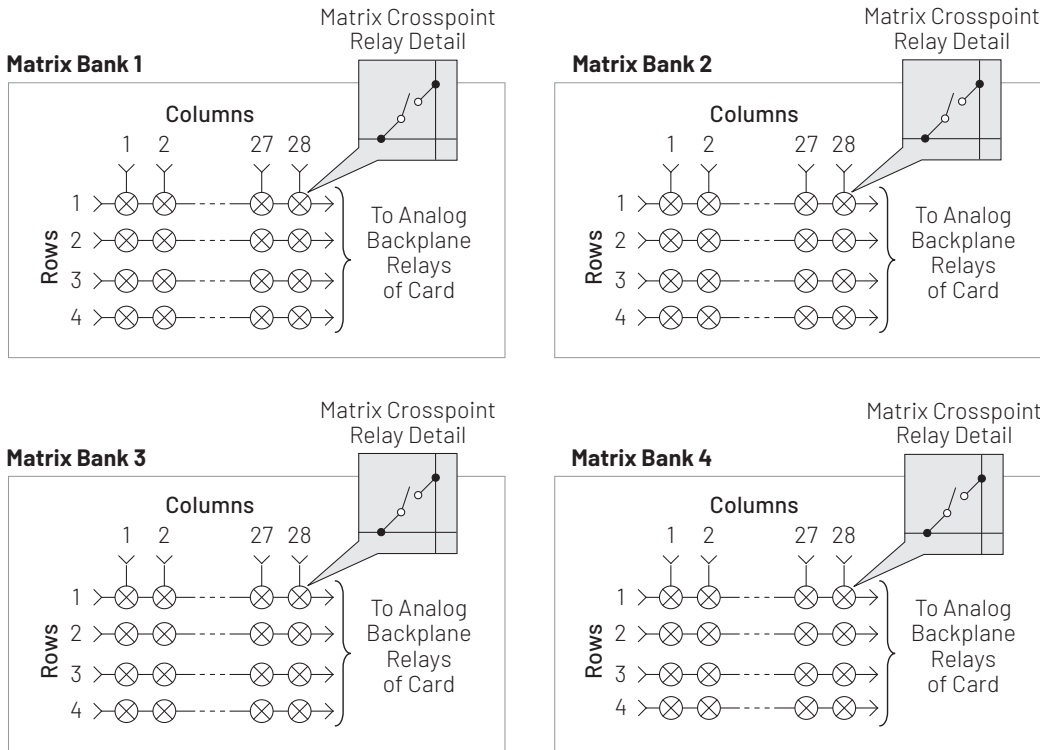 Matrix Crosspoint
Relay Detail
Matrix Bank 1
Columns
1 2 27 28
Rows
1
2
3
4
To Analog
Backplane
Relays
of Card
Matrix Crosspoint
Relay Detail
Matrix Bank 2
Columns
1 2 27 28
Rows
1
2
3
4
To Analog
Backplane
Relays
of Card
Matrix Crosspoint
Relay Detail
Matrix Bank 3
Columns
1 2 27 28
Rows
1
2
3
4
To Analog
Backplane
Relays
of Card
Matrix Crosspoint
Relay Detail
Matrix Bank 4
Columns
1 2 27 28
Rows
1
2
3
4
To Analog
Backplane
Relays
of Card